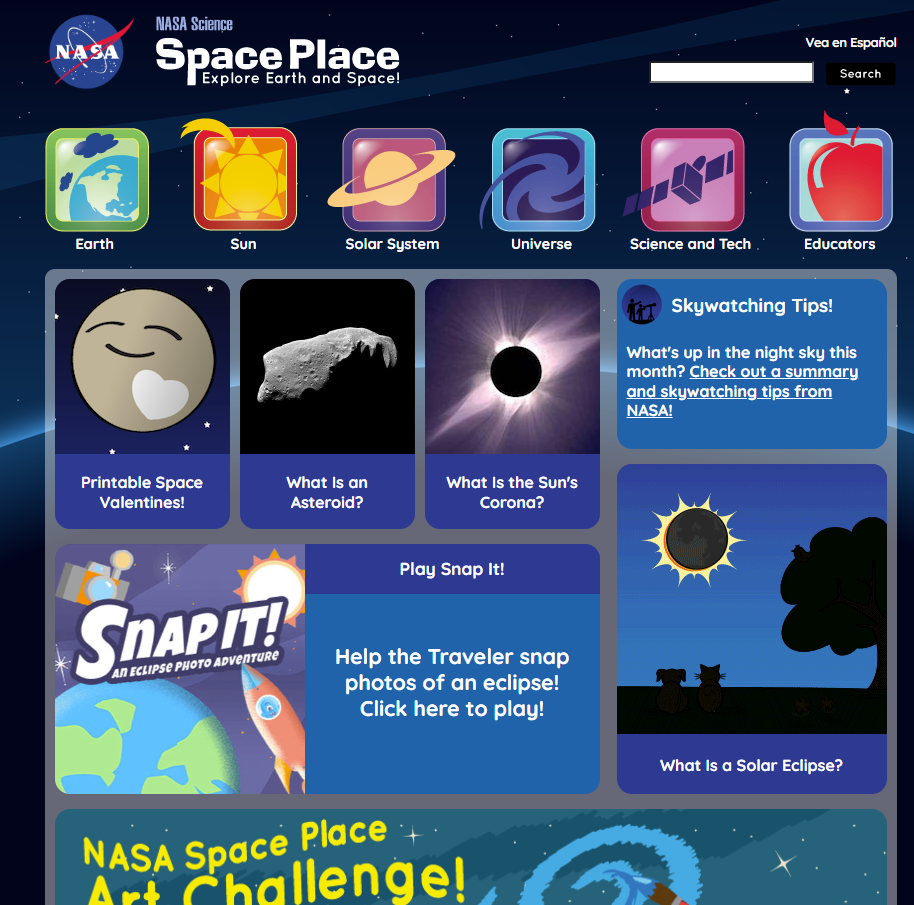 NASA
NASA Science
Space Place
Explore Earth and Space!
Vea en Español
Search
Earth
Sun
Solar System
Universe
Science and Tech
Educators
Printable Space
Valentines!
What Is an
Asteroid?
What Is the Sun's
Corona?
Skywatching Tips!
What's up in the night sky this
month? Check out a summary
and skywatching tips from
NASA!
SNAP IT!
AN ECLIPSE PHOTO ADVENTURE
Play Snap It!
Help the Traveler snap
photos of an eclipse!
Click here to play!
What Is a Solar Eclipse?
NASA Space Place
Art Challenge!